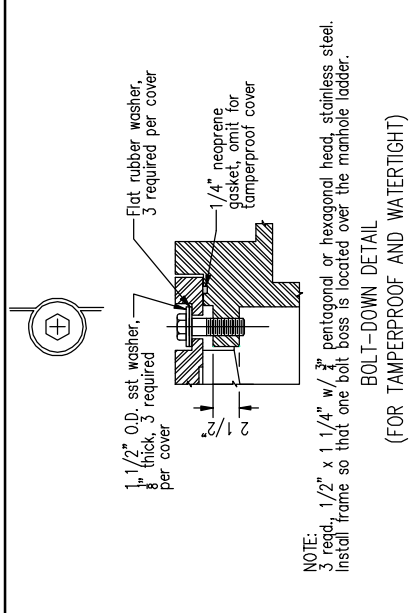 1 1/2" O.D. sst washer,
1/8" thick, 3 required
per cover
Flat rubber washer,
3 required per cover
1/4" neoprene
gasket, omit for
tamperproof cover
2 1/2"
NOTE:
3 reqd., 1/2" x 1 1/4" w/ 3/4" pentagonal or hexagonal head, stainless steel.
Install frame so that one bolt boss is located over the manhole ladder.
BOLT-DOWN DETAIL
(FOR TAMPERPROOF AND WATERTIGHT)